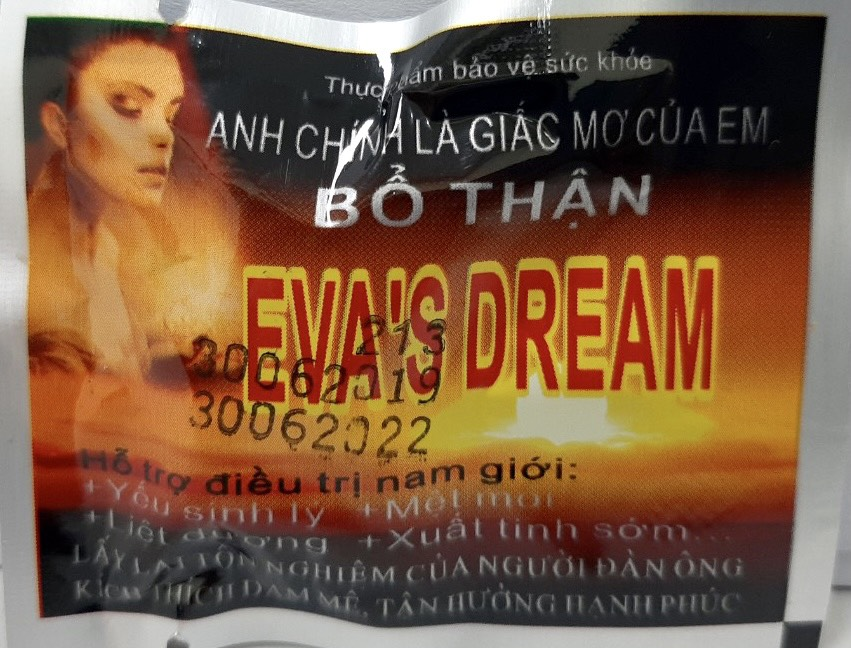 Thực phẩm bảo vệ sức khỏe
ANH CHÍNH LÀ GIẤC MƠ CỦA EM
BỔ THẬN
EVA'S DREAM
213
30062019
30062022
Hỗ trợ điều trị nam giới:
+Yếu sinh lý +Mệt mỏi
+Liệt dương +Xuất tinh sớm...
LẤY LẠI TÔN NGHIÊM CỦA NGƯỜI ĐÀN ÔNG
KÍCH THÍCH ĐAM MÊ, TẬN HƯỞNG HẠNH PHÚC